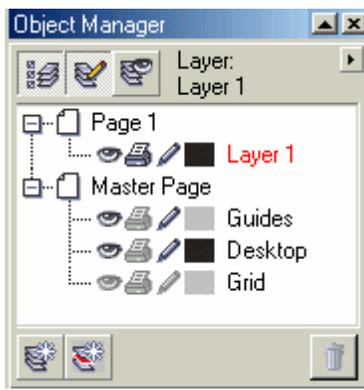 Object Manager
Layer:
Layer 1
Page 1
Layer 1
Master Page
Guides
Desktop
Grid